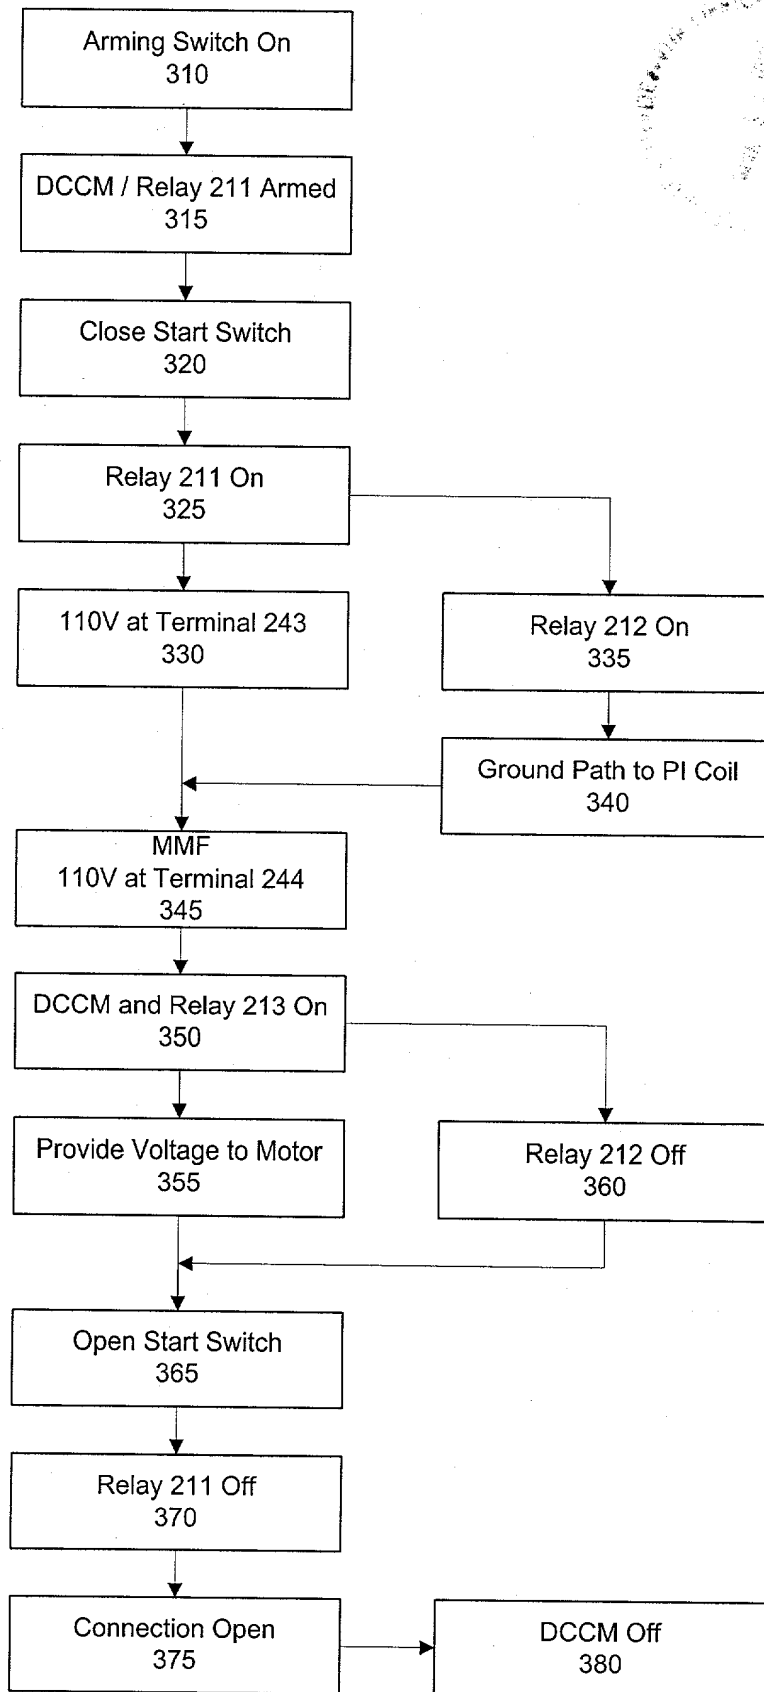 Arming Switch On
310
DCCM / Relay 211 Armed
315
Close Start Switch
320
Relay 211 On
325
110V at Terminal 243
330
Relay 212 On
335
Ground Path to PI Coil
340
MMF
110V at Terminal 244
345
DCCM and Relay 213 On
350
Provide Voltage to Motor
355
Relay 212 Off
360
Open Start Switch
365
Relay 211 Off
370
Connection Open
375
DCCM Off
380